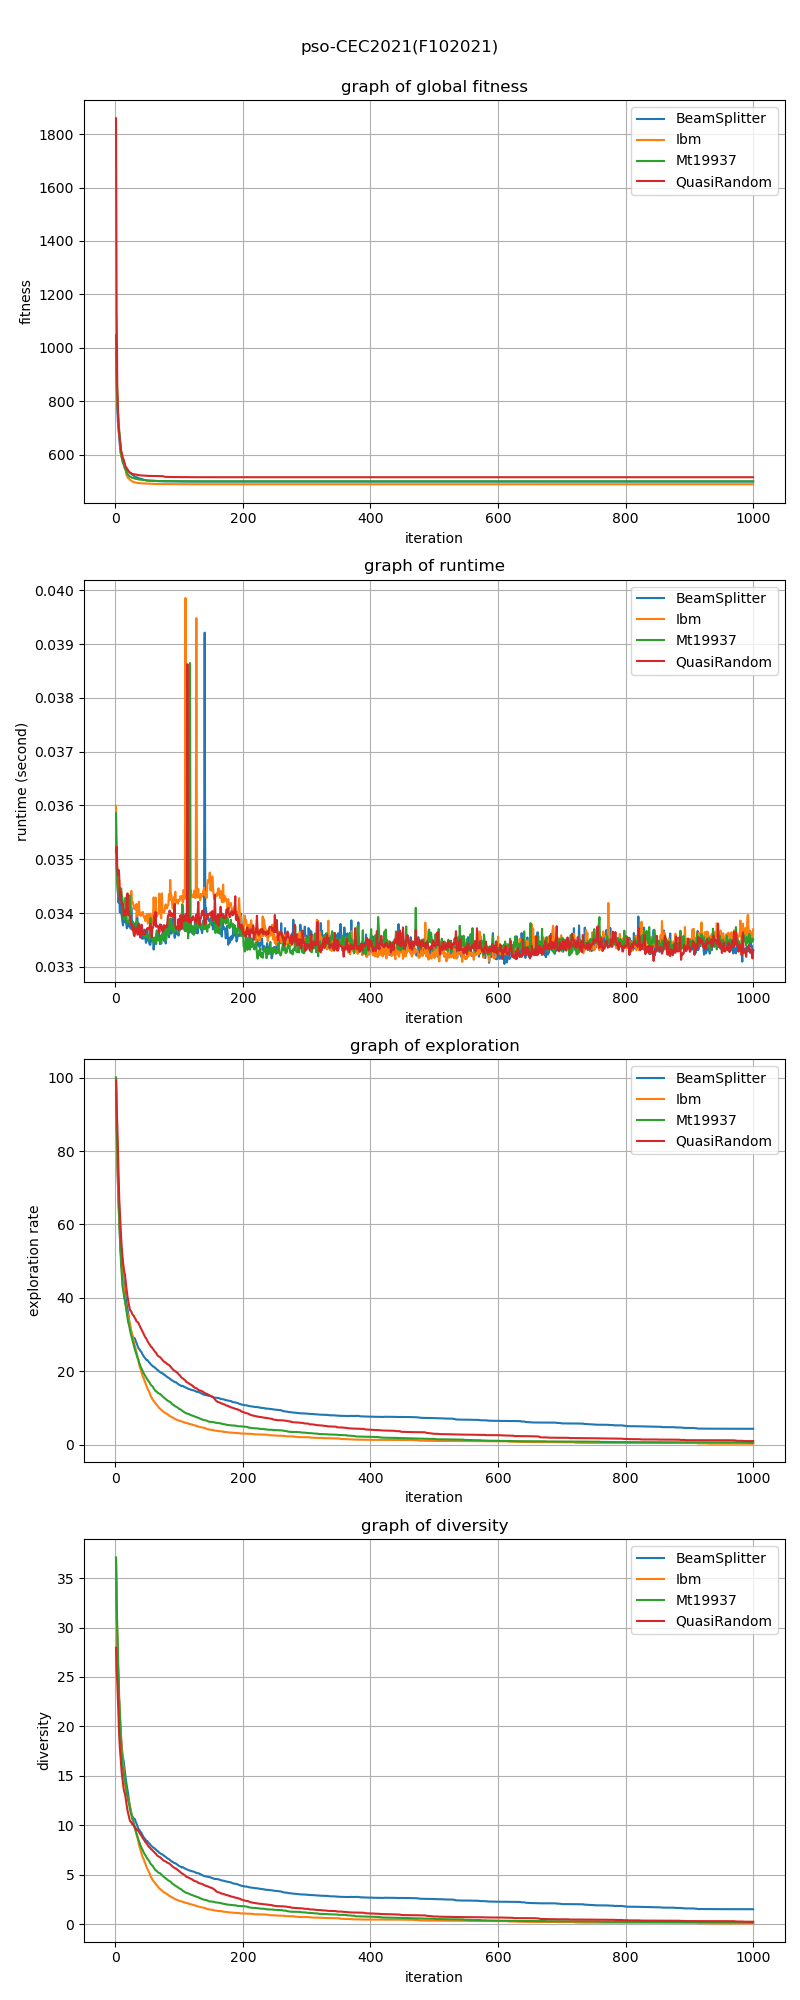 pso-CEC2021(F102021)
graph of global fitness
BeamSplitter
Ibm
Mt19937
QuasiRandom
1800
1600
1400
1200
1000
800
600
fitness
0 200 400 600 800 1000
iteration
graph of runtime
BeamSplitter
Ibm
Mt19937
QuasiRandom
0.040
0.039
0.038
0.037
0.036
0.035
0.034
0.033
runtime (second)
0 200 400 600 800 1000
iteration
graph of exploration
BeamSplitter
Ibm
Mt19937
QuasiRandom
100
80
60
40
20
0
exploration rate
0 200 400 600 800 1000
iteration
graph of diversity
BeamSplitter
Ibm
Mt19937
QuasiRandom
35
30
25
20
15
10
5
0
diversity
0 200 400 600 800 1000
iteration